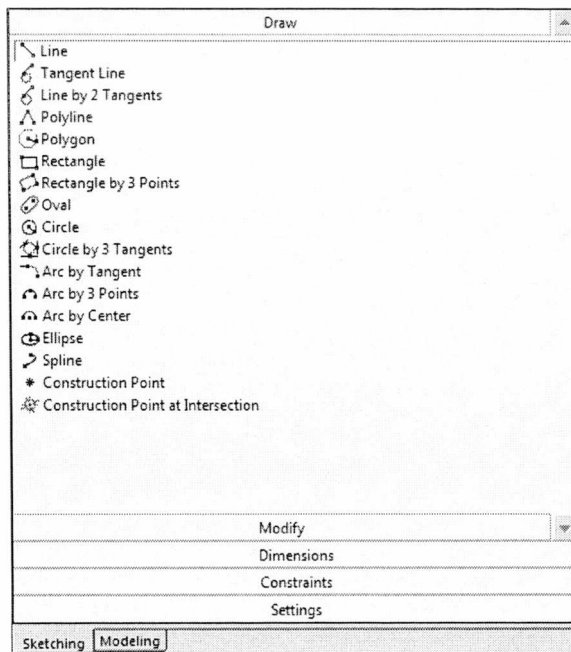 Draw
Line
Tangent Line
Line by 2 Tangents
Polyline
Polygon
Rectangle
Rectangle by 3 Points
Oval
Circle
Circle by 3 Tangents
Arc by Tangent
Arc by 3 Points
Arc by Center
Ellipse
Spline
Construction Point
Construction Point at Intersection
Modify
Dimensions
Constraints
Settings
Sketching Modeling